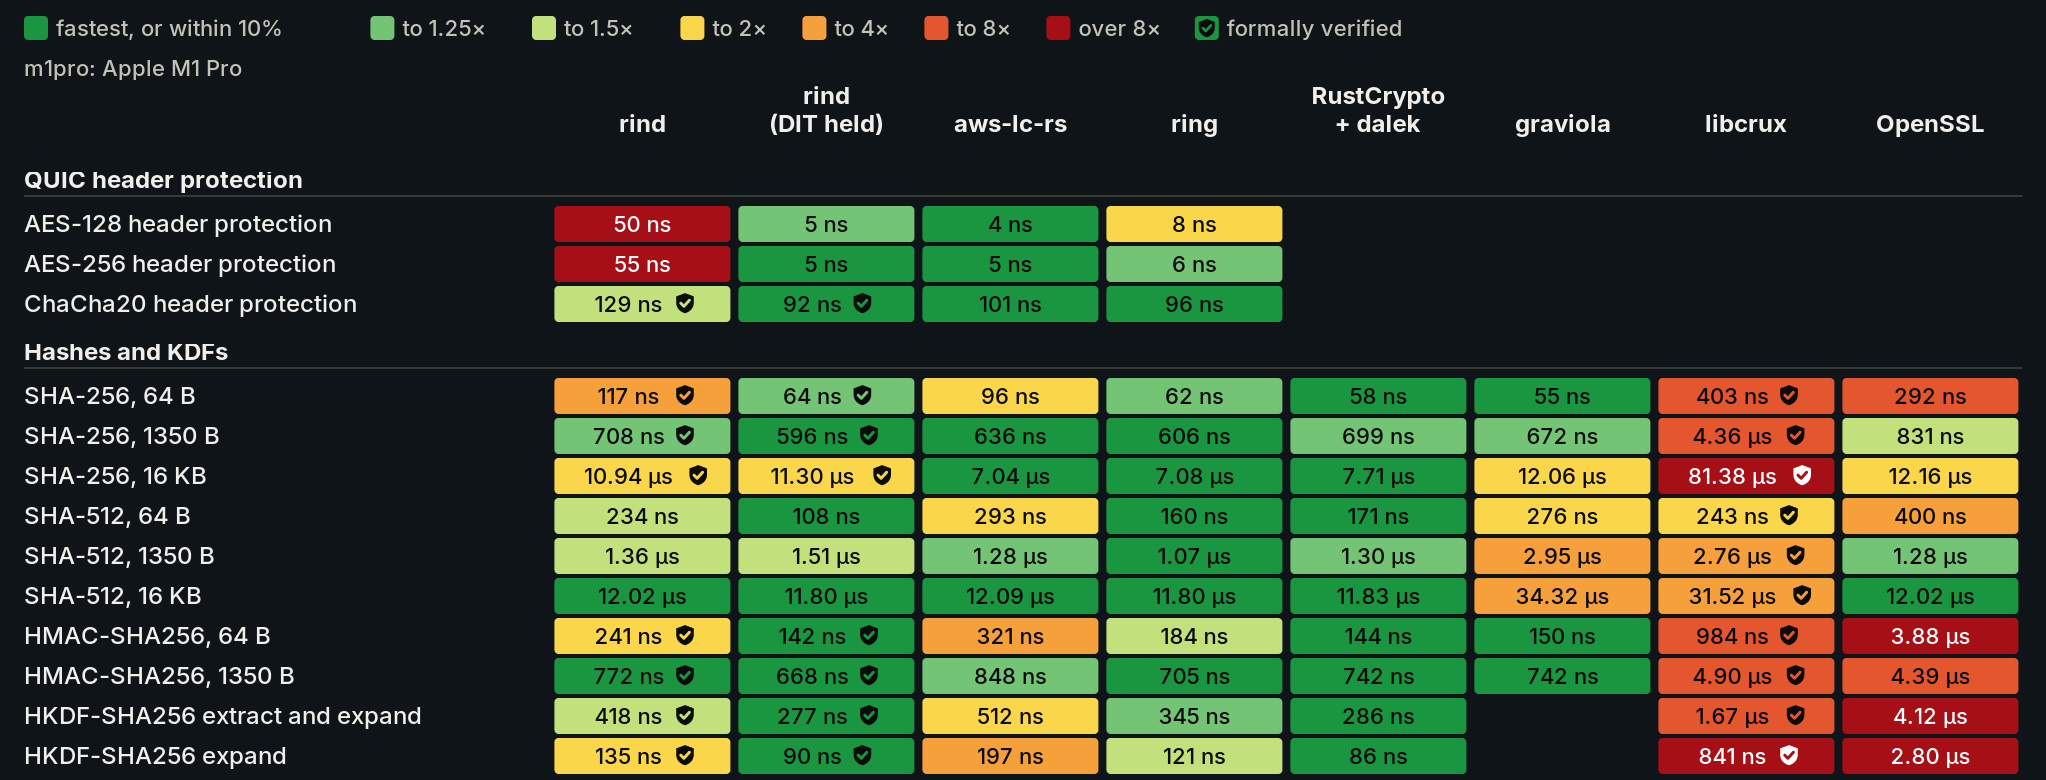 fastest, or within 10% to 1.25× to 1.5× to 2× to 4× to 8× over 8× formally verified
m1pro: Apple M1 Pro
rind rind (DIT held) aws-lc-rs ring RustCrypto + dalek graviola libcrux OpenSSL
QUIC header protection
AES-128 header protection 50 ns 5 ns 4 ns 8 ns
AES-256 header protection 55 ns 5 ns 5 ns 6 ns
ChaCha20 header protection 129 ns 92 ns 101 ns 96 ns
Hashes and KDFs
SHA-256, 64 B 117 ns 64 ns 96 ns 62 ns 58 ns 55 ns 403 ns 292 ns
SHA-256, 1350 B 708 ns 596 ns 636 ns 606 ns 699 ns 672 ns 4.36 µs 831 ns
SHA-256, 16 KB 10.94 µs 11.30 µs 7.04 µs 7.08 µs 7.71 µs 12.06 µs 81.38 µs 12.16 µs
SHA-512, 64 B 234 ns 108 ns 293 ns 160 ns 171 ns 276 ns 243 ns 400 ns
SHA-512, 1350 B 1.36 µs 1.51 µs 1.28 µs 1.07 µs 1.30 µs 2.95 µs 2.76 µs 1.28 µs
SHA-512, 16 KB 12.02 µs 11.80 µs 12.09 µs 11.80 µs 11.83 µs 34.32 µs 31.52 µs 12.02 µs
HMAC-SHA256, 64 B 241 ns 142 ns 321 ns 184 ns 144 ns 150 ns 984 ns 3.88 µs
HMAC-SHA256, 1350 B 772 ns 668 ns 848 ns 705 ns 742 ns 742 ns 4.90 µs 4.39 µs
HKDF-SHA256 extract and expand 418 ns 277 ns 512 ns 345 ns 286 ns 1.67 µs 4.12 µs
HKDF-SHA256 expand 135 ns 90 ns 197 ns 121 ns 86 ns 841 ns 2.80 µs